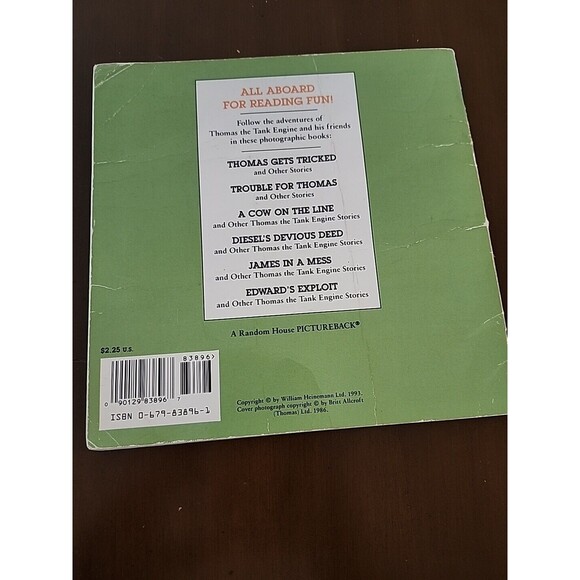 ALL ABOARD
FOR READING FUN!
Follow the adventures of
Thomas the Tank Engine and his friends
in these photographic books:
THOMAS GETS TRICKED
and Other Stories
TROUBLE FOR THOMAS
and Other Stories
A COW ON THE LINE
and Other Thomas the Tank Engine Stories
DIESEL'S DEVIOUS DEED
and Other Thomas the Tank Engine Stories
JAMES IN A MESS
and Other Thomas the Tank Engine Stories
EDWARD'S EXPLOIT
and Other Thomas the Tank Engine Stories
A Random House PICTUREBACK®
$2.25 U.S.
83896>
0 90129 83896 7
ISBN 0-679-83896-1
Copyright © by William Heinemann Ltd. 1993.
Cover photograph copyright © by Britt Allcroft
(Thomas) Ltd. 1986.